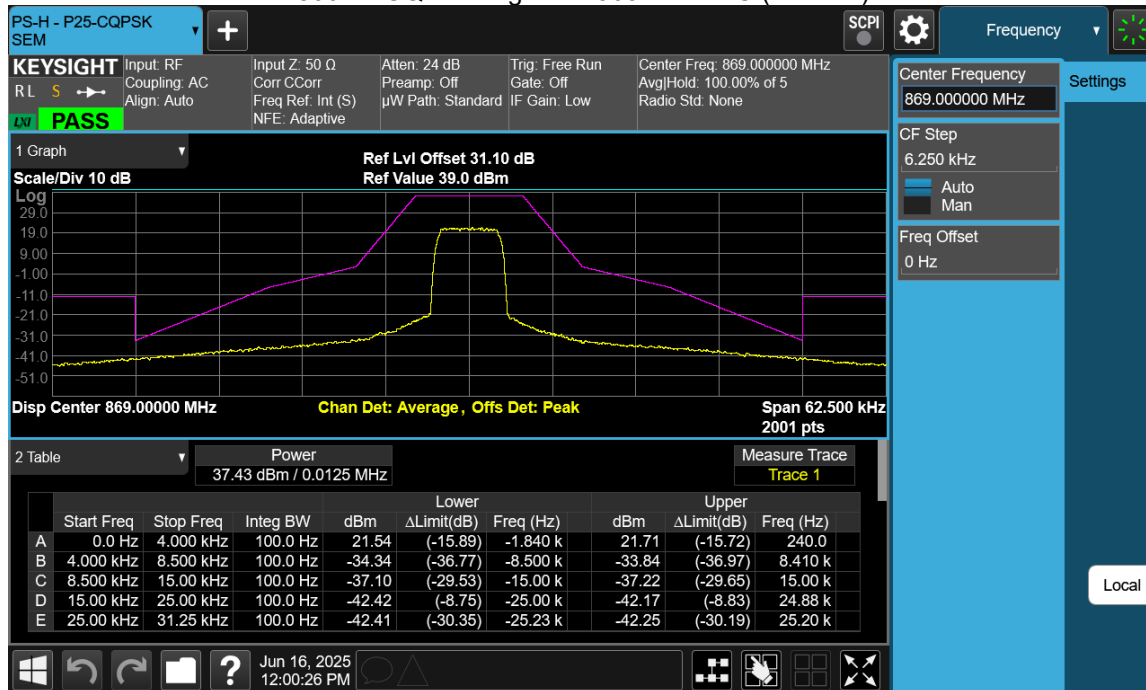 PS-H - P25-CQPSK
SEM
SCPI
Frequency
KEYSIGHT
RL S
LXI PASS
Input: RF
Coupling: AC
Align: Auto
Input Z: 50 Ω
Corr CCorr
Freq Ref: Int (S)
NFE: Adaptive
Atten: 24 dB
Preamp: Off
µW Path: Standard
Trig: Free Run
Gate: Off
IF Gain: Low
Center Freq: 869.000000 MHz
Avg|Hold: 100.00% of 5
Radio Std: None
Center Frequency
869.000000 MHz
Settings
CF Step
6.250 kHz
Auto
Man
Freq Offset
0 Hz
Local
1 Graph
Scale/Div 10 dB
Ref Lvl Offset 31.10 dB
Ref Value 39.0 dBm
Log
29.0
19.0
9.00
-1.00
-11.0
-21.0
-31.0
-41.0
-51.0
Disp Center 869.00000 MHz
Chan Det: Average, Offs Det: Peak
Span 62.500 kHz
2001 pts
2 Table
Power
37.43 dBm / 0.0125 MHz
Measure Trace
Trace 1
Lower Upper
Start Freq Stop Freq Integ BW dBm ΔLimit(dB) Freq (Hz) dBm ΔLimit(dB) Freq (Hz)
A 0.0 Hz 4.000 kHz 100.0 Hz 21.54 (-15.89) -1.840 k 21.71 (-15.72) 240.0
B 4.000 kHz 8.500 kHz 100.0 Hz -34.34 (-36.77) -8.500 k -33.84 (-36.97) 8.410 k
C 8.500 kHz 15.00 kHz 100.0 Hz -37.10 (-29.53) -15.00 k -37.22 (-29.65) 15.00 k
D 15.00 kHz 25.00 kHz 100.0 Hz -42.42 (-8.75) -25.00 k -42.17 (-8.83) 24.88 k
E 25.00 kHz 31.25 kHz 100.0 Hz -42.41 (-30.35) -25.23 k -42.25 (-30.19) 25.20 k
?
Jun 16, 2025
12:00:26 PM